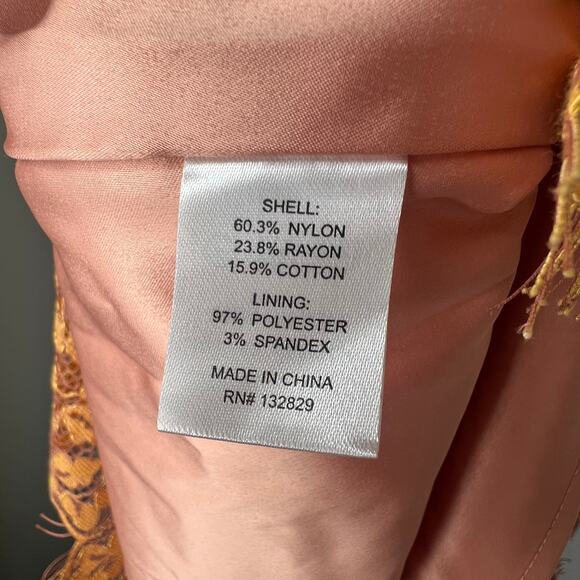 SHELL:
60.3% NYLON
23.8% RAYON
15.9% COTTON
LINING:
97% POLYESTER
3% SPANDEX
MADE IN CHINA
RN# 132829